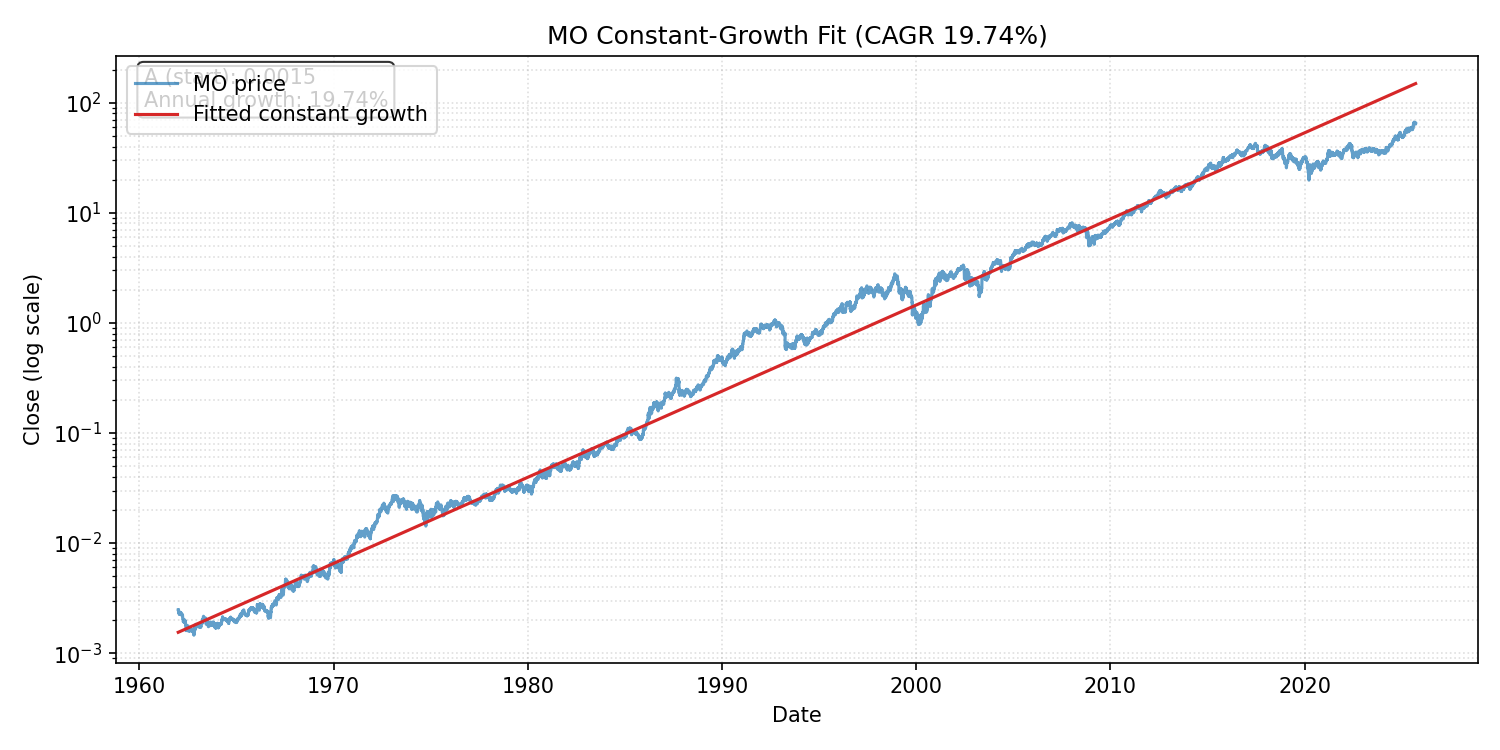 MO Constant-Growth Fit (CAGR 19.74%)
A (start): 0.0015
Annual growth: 19.74%
MO price
Fitted constant growth
Close (log scale)
10²
10¹
10⁰
10⁻¹
10⁻²
10⁻³
1960 1970 1980 1990 2000 2010 2020
Date